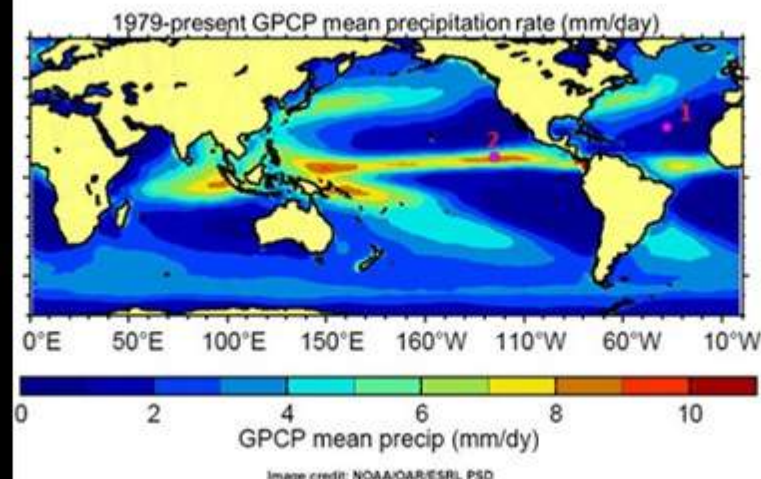 1979-present GPCP mean precipitation rate (mm/day)
1
2
0°E 50°E 100°E 150°E 160°W 110°W 60°W 10°W
0 2 4 6 8 10
GPCP mean precip (mm/dy)
Image credit: NOAA/OAR/ESRL PSD